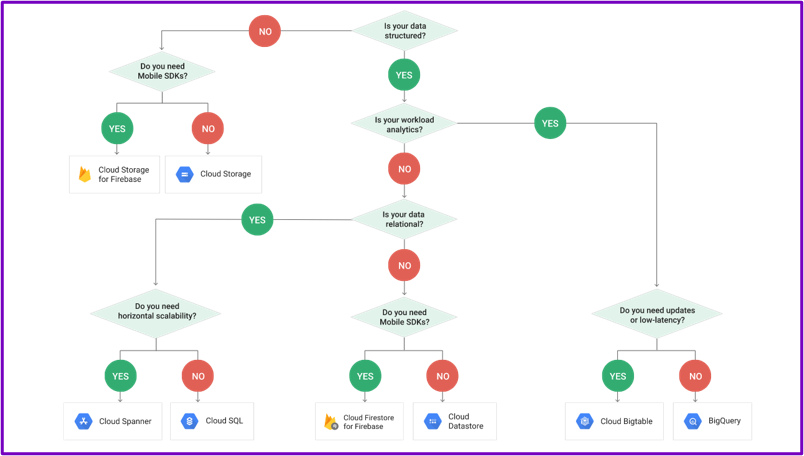 Is your data
structured?
NO
YES
Do you need
Mobile SDKs?
YES
NO
Cloud Storage
for Firebase
Cloud Storage
Is your workload
analytics?
YES
NO
Is your data
relational?
YES
NO
Do you need
horizontal scalability?
YES
NO
Cloud Spanner
Cloud SQL
Do you need
Mobile SDKs?
YES
NO
Cloud Firestore
for Firebase
Cloud
Datastore
Do you need updates
or low-latency?
YES
NO
Cloud Bigtable
BigQuery